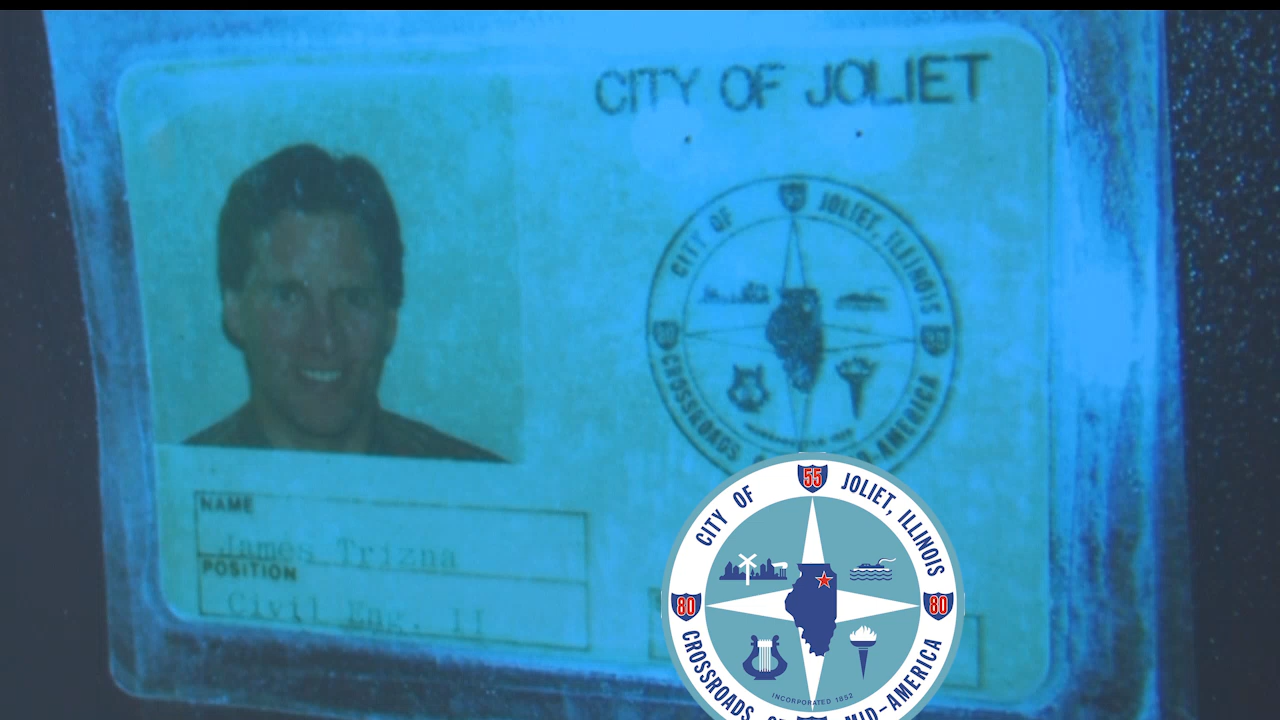 CITY OF JOLIET
CITY OF JOLIET, ILLINOIS
CROSSROADS
MID-AMERICA
NAME
James Trizna
POSITION
Civil Eng. II
55
CITY OF JOLIET, ILLINOIS
80
80
CROSSROADS
MID-AMERICA
INCORPORATED 1852